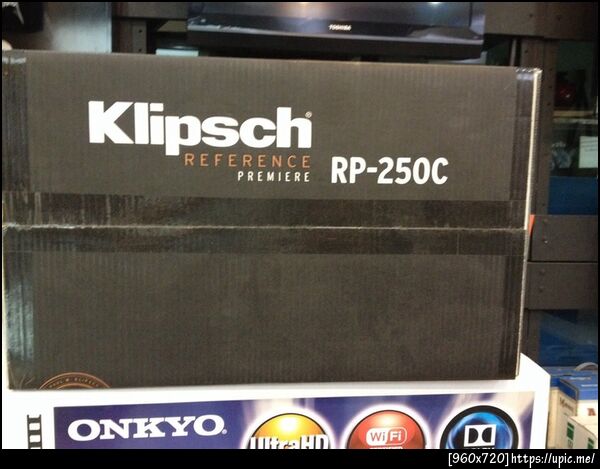 TOSHIBA
Klipsch®
REFERENCE
PREMIERE
RP-250C
ONKYO.
UltraHD
WiFi
[960x720]https://upic.me/